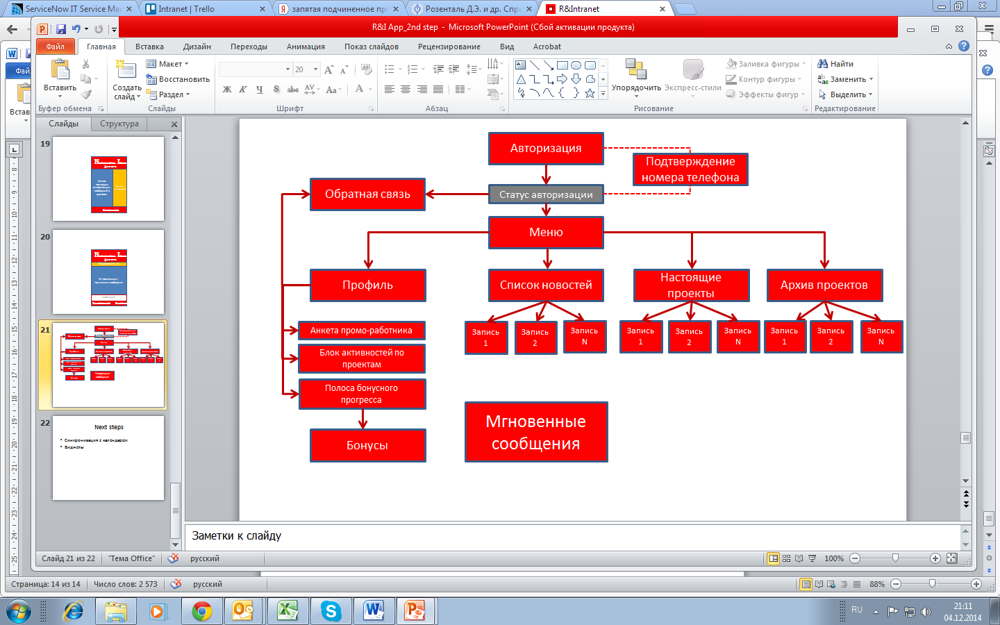 ServiceNow IT Service Ma
Intranet | Trello
запятая подчиненное пр
Розенталь Д.Э. и др. Спра
R&Intranet
R&I App_2nd step - Microsoft PowerPoint (Сбой активации продукта)
Файл
Главная
Вставка
Дизайн
Переходы
Анимация
Показ слайдов
Рецензирование
Вид
Acrobat
Вставить
Буфер обмена
Создать слайд
Макет
Восстановить
Раздел
Слайды
20
Шрифт
Абзац
Упорядочить
Экспресс-стили
Заливка фигуры
Контур фигуры
Эффекты фигур
Рисование
Найти
Заменить
Выделить
Редактирование
Слайды
Структура
19
20
21
22
Next steps
• Синхронизация с календарем
• Виджеты
Авторизация
Подтверждение
номера телефона
Обратная связь
Статус авторизации
Меню
Профиль
Список новостей
Настоящие
проекты
Архив проектов
Анкета промо-работника
Блок активностей по
проектам
Полоса бонусного
прогресса
Бонусы
Запись
1
Запись
2
Запись
N
Запись
1
Запись
2
Запись
N
Запись
1
Запись
2
Запись
N
Мгновенные
сообщения
Заметки к слайду
Слайд 21 из 22
"Тема Office"
русский
100%
Страница: 14 из 14
Число слов: 2 573
русский
88%
RU
21:11
04.12.2014